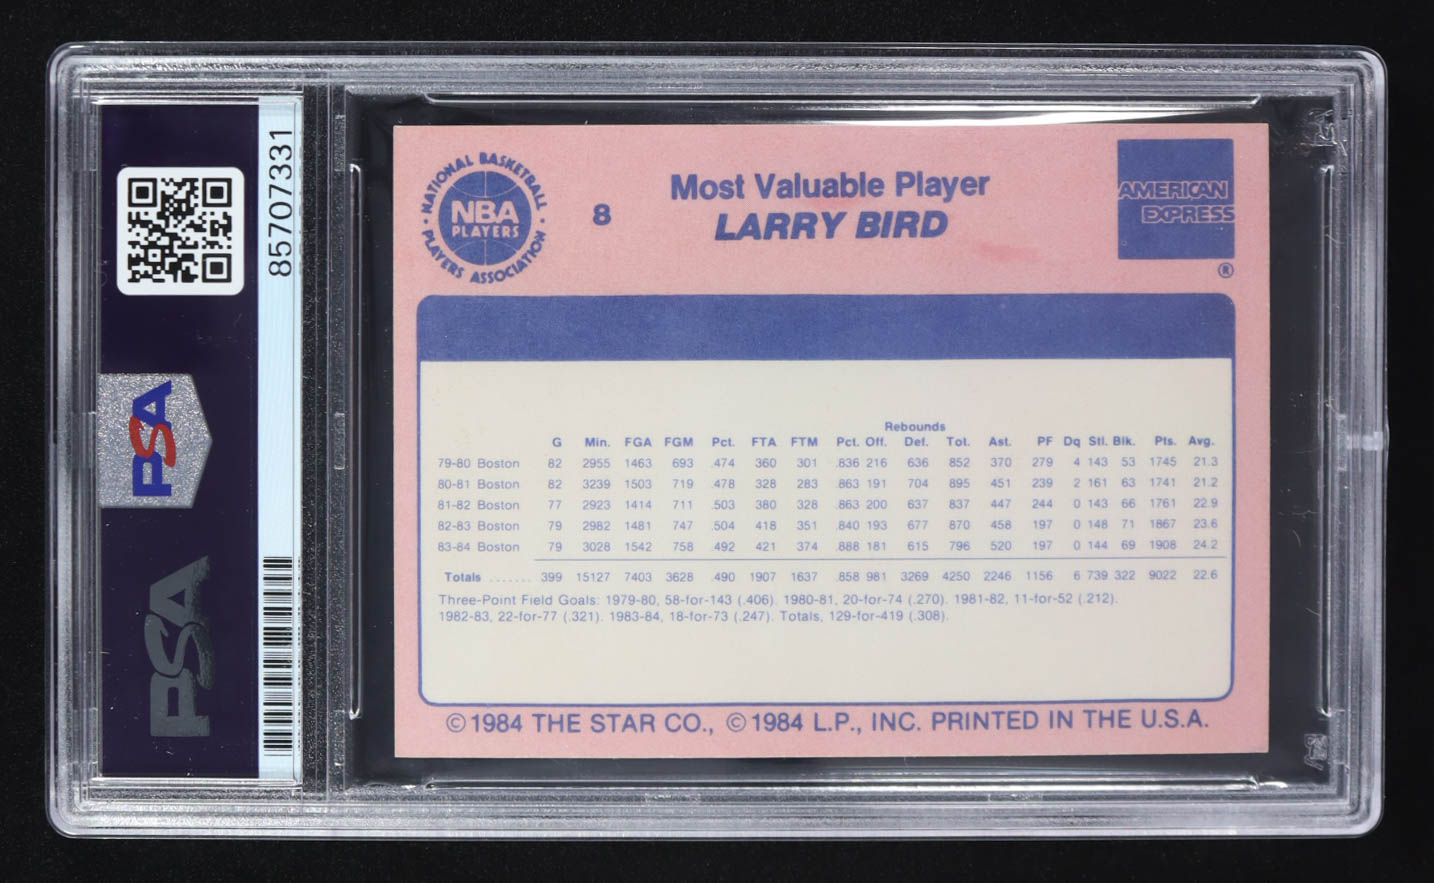 85707331
PSA
PSA
NATIONAL BASKETBALL
PLAYERS ASSOCIATION
NBA
PLAYERS
8
Most Valuable Player
LARRY BIRD
AMERICAN
EXPRESS
®
Rebounds
G Min. FGA FGM Pct. FTA FTM Pct. Off. Def. Tot. Ast. PF Dq Stl. Blk. Pts. Avg.
79-80 Boston 82 2955 1463 693 .474 360 301 .836 216 636 852 370 279 4 143 53 1745 21.3
80-81 Boston 82 3239 1503 719 .478 328 283 .863 191 704 895 451 239 2 161 63 1741 21.2
81-82 Boston 77 2923 1414 711 .503 380 328 .863 200 637 837 447 244 0 143 66 1761 22.9
82-83 Boston 79 2982 1481 747 .504 418 351 .840 193 677 870 458 197 0 148 71 1867 23.6
83-84 Boston 79 3028 1542 758 .492 421 374 .888 181 615 796 520 197 0 144 69 1908 24.2
Totals ....... 399 15127 7403 3628 .490 1907 1637 .858 981 3269 4250 2246 1156 6 739 322 9022 22.6
Three-Point Field Goals: 1979-80, 58-for-143 (.406). 1980-81, 20-for-74 (.270). 1981-82, 11-for-52 (.212).
1982-83, 22-for-77 (.321). 1983-84, 18-for-73 (.247). Totals, 129-for-419 (.308).
©1984 THE STAR CO., ©1984 L.P., INC. PRINTED IN THE U.S.A.